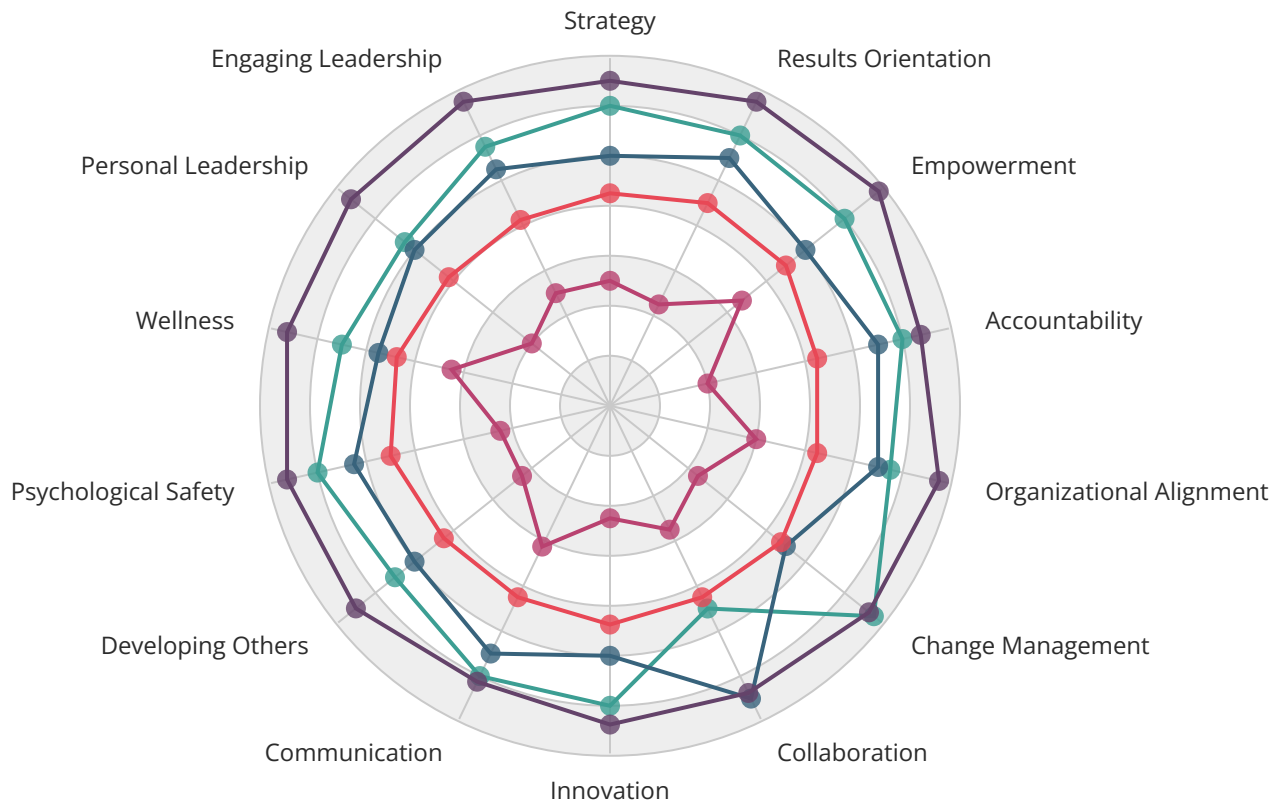 Strategy
Engaging Leadership
Results Orientation
Personal Leadership
Empowerment
Wellness
Accountability
Psychological Safety
Organizational Alignment
Developing Others
Change Management
Communication
Collaboration
Innovation